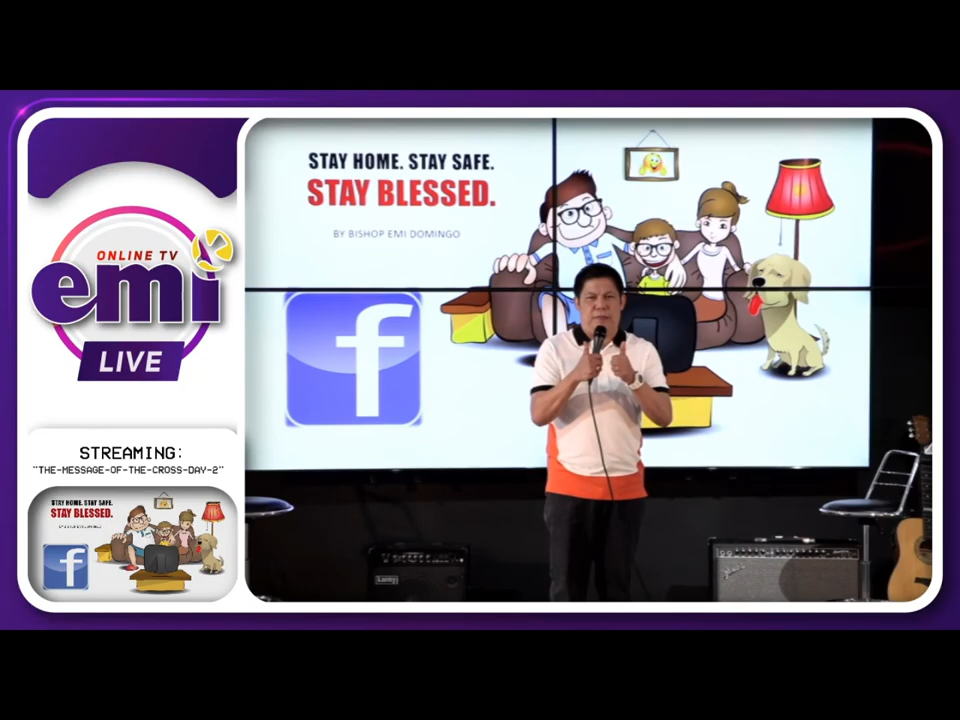 ONLINE TV
emi
LIVE
STREAMING:
"THE-MESSAGE-OF-THE-CROSS-DAY-2"
STAY HOME. STAY SAFE.
STAY BLESSED.
f
STAY HOME. STAY SAFE.
STAY BLESSED.
BY BISHOP EMI DOMINGO
f
Laney
Fender